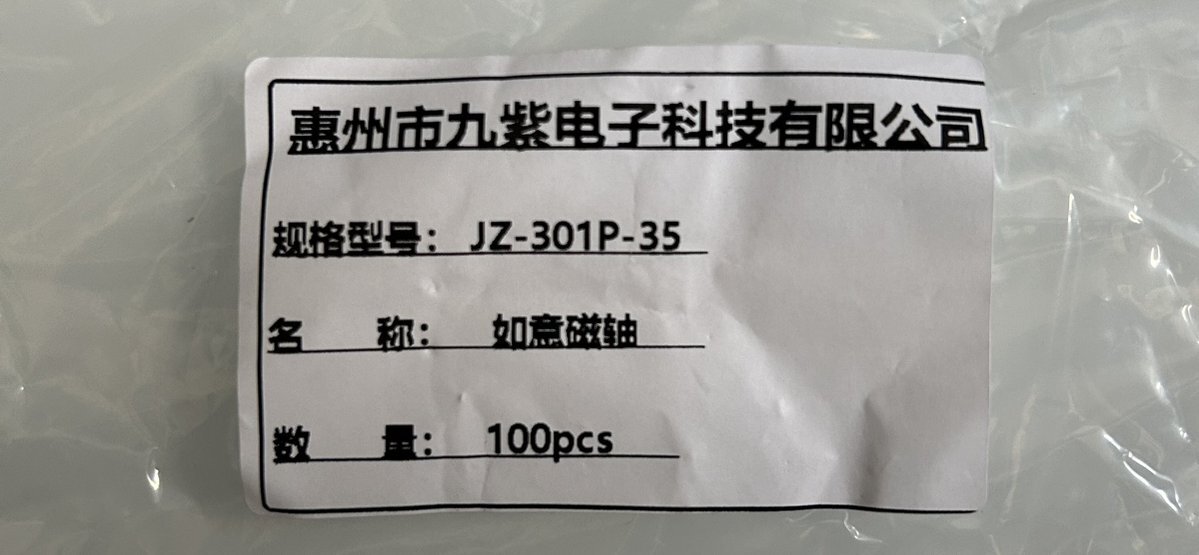 惠州市九紫电子科技有限公司
规格型号： JZ-301P-35
名 称： 如意磁轴
数 量： 100pcs